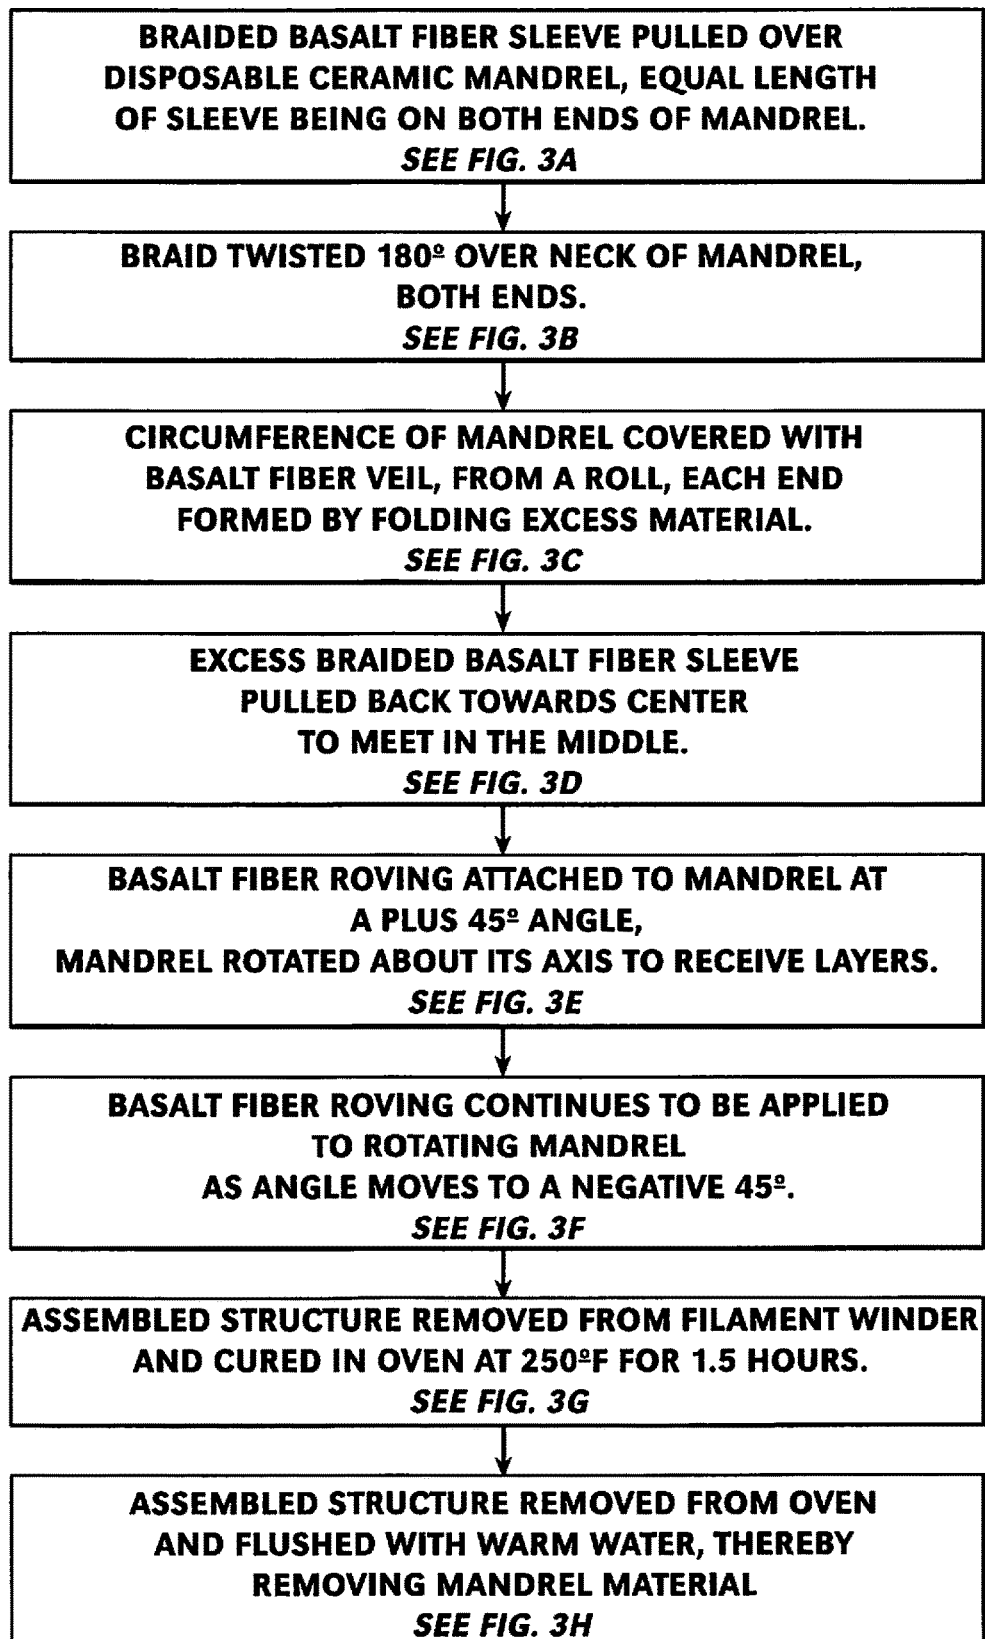 BRAIDED BASALT FIBER SLEEVE PULLED OVER
DISPOSABLE CERAMIC MANDREL, EQUAL LENGTH
OF SLEEVE BEING ON BOTH ENDS OF MANDREL.
SEE FIG. 3A
BRAID TWISTED 180º OVER NECK OF MANDREL,
BOTH ENDS.
SEE FIG. 3B
CIRCUMFERENCE OF MANDREL COVERED WITH
BASALT FIBER VEIL, FROM A ROLL, EACH END
FORMED BY FOLDING EXCESS MATERIAL.
SEE FIG. 3C
EXCESS BRAIDED BASALT FIBER SLEEVE
PULLED BACK TOWARDS CENTER
TO MEET IN THE MIDDLE.
SEE FIG. 3D
BASALT FIBER ROVING ATTACHED TO MANDREL AT
A PLUS 45º ANGLE,
MANDREL ROTATED ABOUT ITS AXIS TO RECEIVE LAYERS.
SEE FIG. 3E
BASALT FIBER ROVING CONTINUES TO BE APPLIED
TO ROTATING MANDREL
AS ANGLE MOVES TO A NEGATIVE 45º.
SEE FIG. 3F
ASSEMBLED STRUCTURE REMOVED FROM FILAMENT WINDER
AND CURED IN OVEN AT 250ºF FOR 1.5 HOURS.
SEE FIG. 3G
ASSEMBLED STRUCTURE REMOVED FROM OVEN
AND FLUSHED WITH WARM WATER, THEREBY
REMOVING MANDREL MATERIAL
SEE FIG. 3H